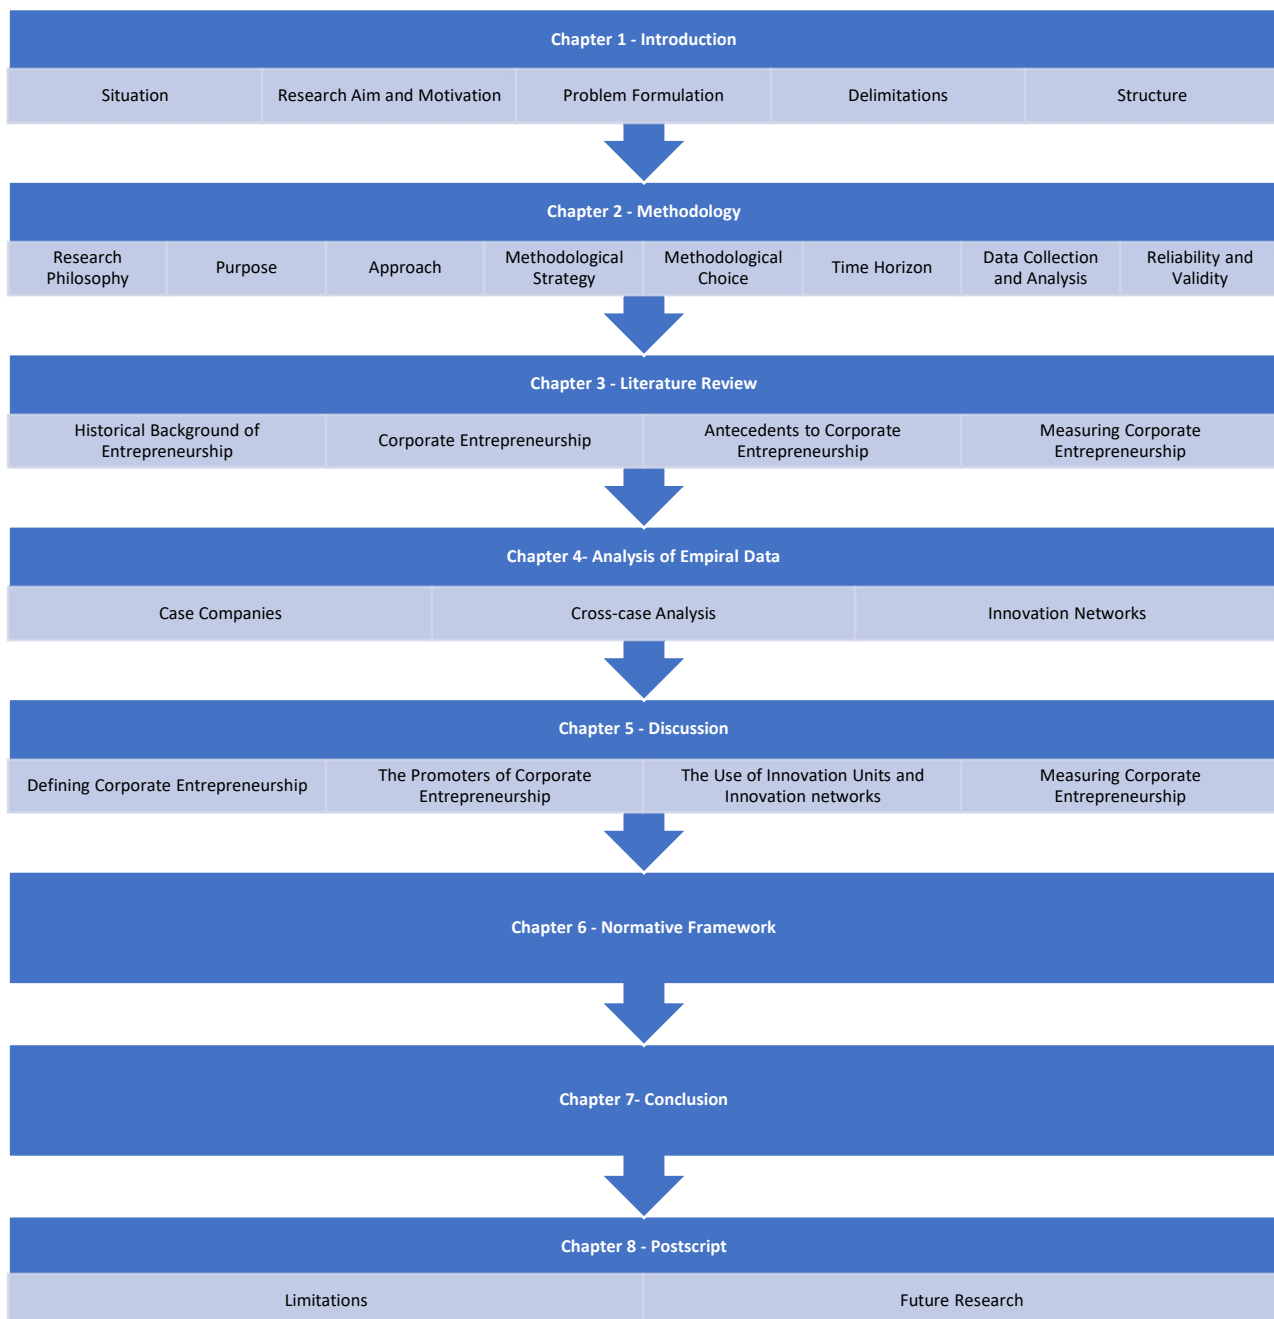 Chapter 1 - Introduction
Situation
Research Aim and Motivation
Problem Formulation
Delimitations
Structure
Chapter 2 - Methodology
Research
Philosophy
Purpose
Approach
Methodological
Strategy
Methodological
Choice
Time Horizon
Data Collection
and Analysis
Reliability and
Validity
Chapter 3 - Literature Review
Historical Background of
Entrepreneurship
Corporate Entrepreneurship
Antecedents to Corporate
Entrepreneurship
Measuring Corporate
Entrepreneurship
Chapter 4- Analysis of Empiral Data
Case Companies
Cross-case Analysis
Innovation Networks
Chapter 5 - Discussion
Defining Corporate Entrepreneurship
The Promoters of Corporate
Entrepreneurship
The Use of Innovation Units and
Innovation networks
Measuring Corporate
Entrepreneurship
Chapter 6 - Normative Framework
Chapter 7- Conclusion
Chapter 8 - Postscript
Limitations
Future Research